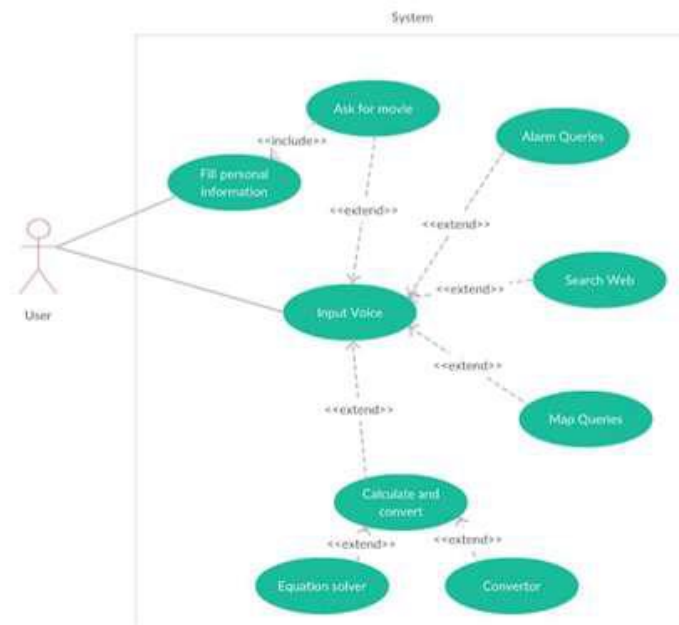 System
Ask for movie
Alarm Queries
<<include>>
Fill personal
information
<<extend>>
<<extend>>
Search Web
<<extend>>
User
Input Voice
<<extend>>
<<extend>>
Map Queries
Calculate and
convert
<<extend>>
<<extend>>
Equation solver
Convertor